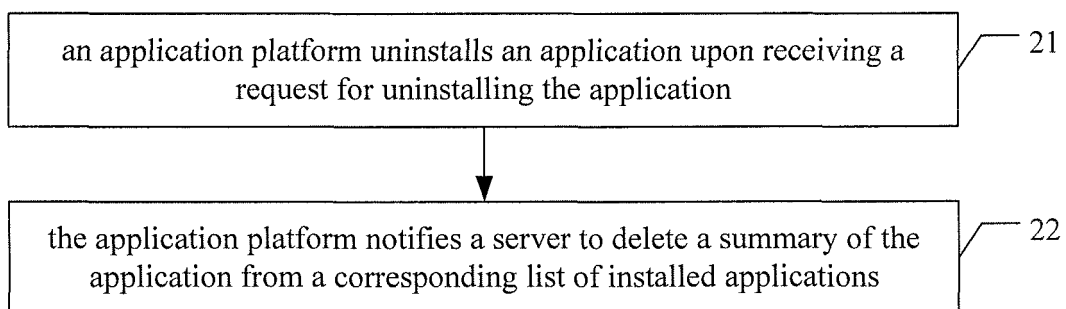 an application platform uninstalls an application upon receiving a
request for uninstalling the application
21
the application platform notifies a server to delete a summary of the
application from a corresponding list of installed applications
22